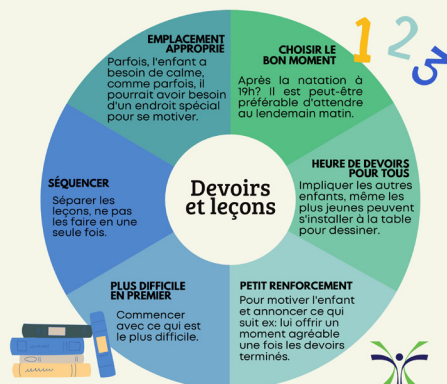 1 2 3
Devoirs
et leçons
EMPLACEMENT
APPROPRIE
Parfois, l'enfant a
besoin de calme,
comme parfois, il
pourrait avoir besoin
d'un endroit spécial
pour se motiver.
CHOISIR LE
BON MOMENT
Après la natation à
19h? Il est peut-être
préférable d'attendre
au lendemain matin.
HEURE DE DEVOIRS
POUR TOUS
Impliquer les autres
enfants, même les
plus jeunes peuvent
s'installer à la table
pour dessiner.
PETIT RENFORCEMENT
Pour motiver l'enfant
et annoncer ce qui
suit ex: lui offrir un
moment agréable
une fois les devoirs
terminés.
PLUS DIFFICILE
EN PREMIER
Commencer
avec ce qui est
le plus difficile.
SÉQUENCER
Séparer les
leçons, ne pas
les faire en une
seule fois.